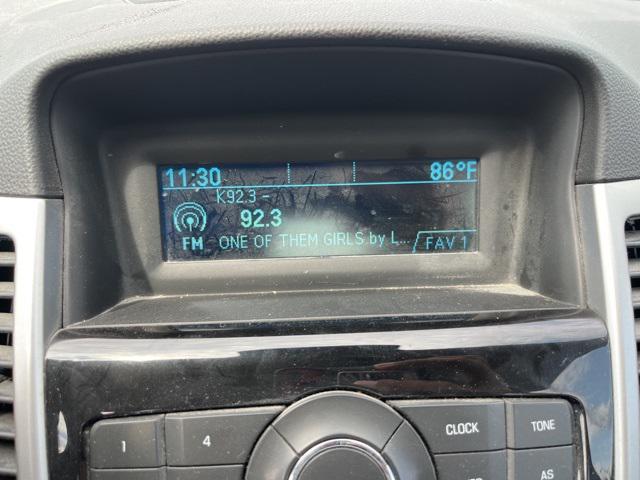 11:30 86°F
K92.3 -
92.3
FM ONE OF THEM GIRLS by L... FAV 1
1 4 CLOCK TONE
AS